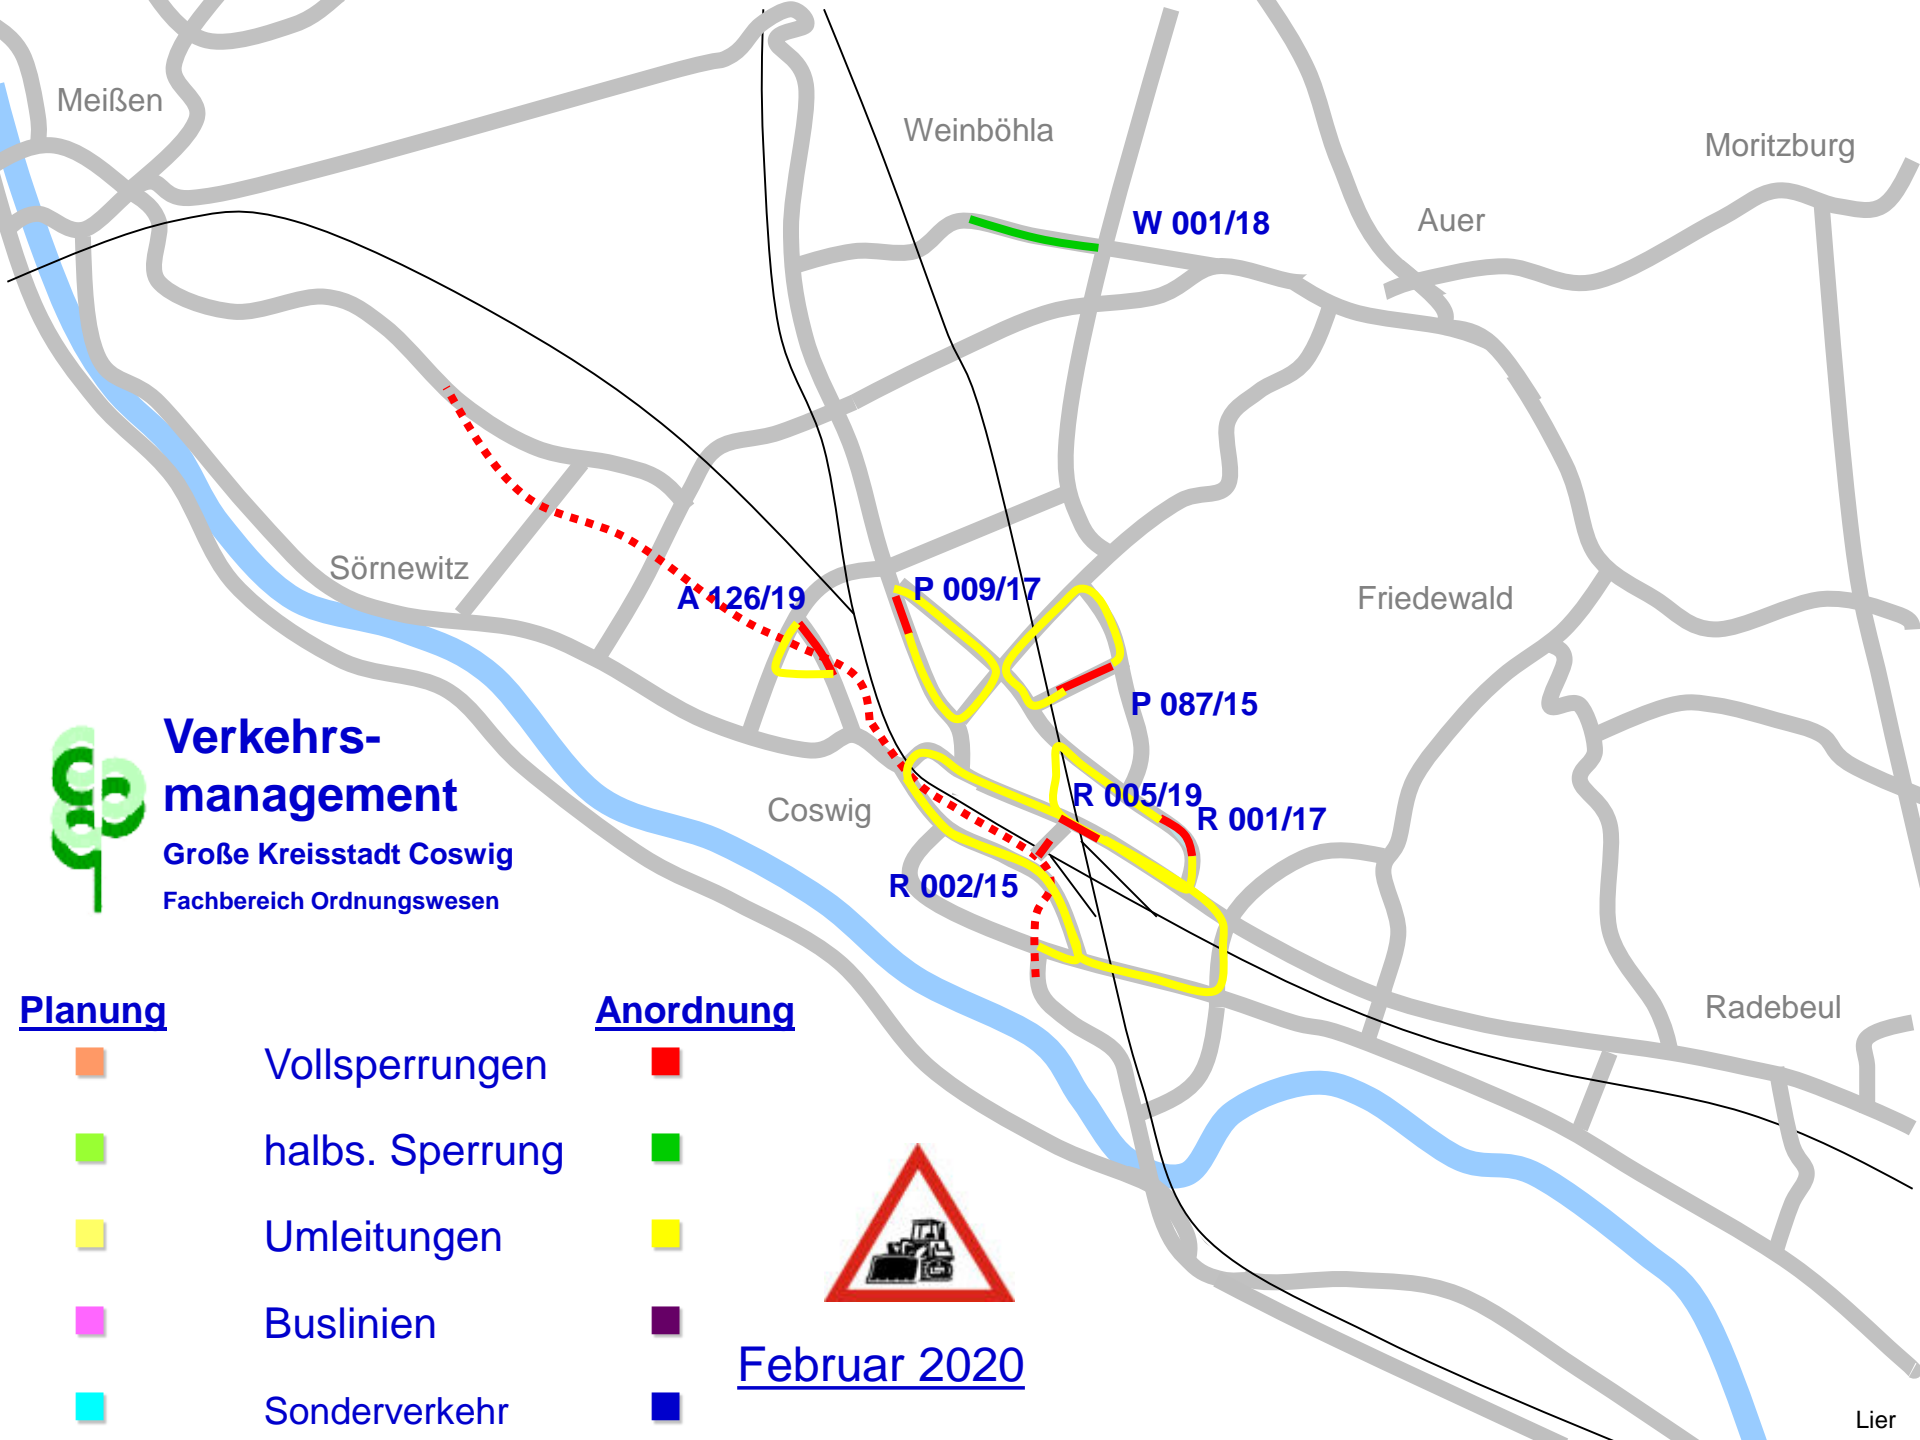 Meißen
Weinböhla
Moritzburg
W 001/18
Auer
Sörnewitz
A 126/19
P 009/17
Friedewald
P 087/15
Verkehrs-
management
Große Kreisstadt Coswig
Fachbereich Ordnungswesen
Coswig
R 005/19
R 001/17
R 002/15
Radebeul
Planung
Anordnung
Vollsperrungen
halbs. Sperrung
Umleitungen
Buslinien
Sonderverkehr
Februar 2020
Lier